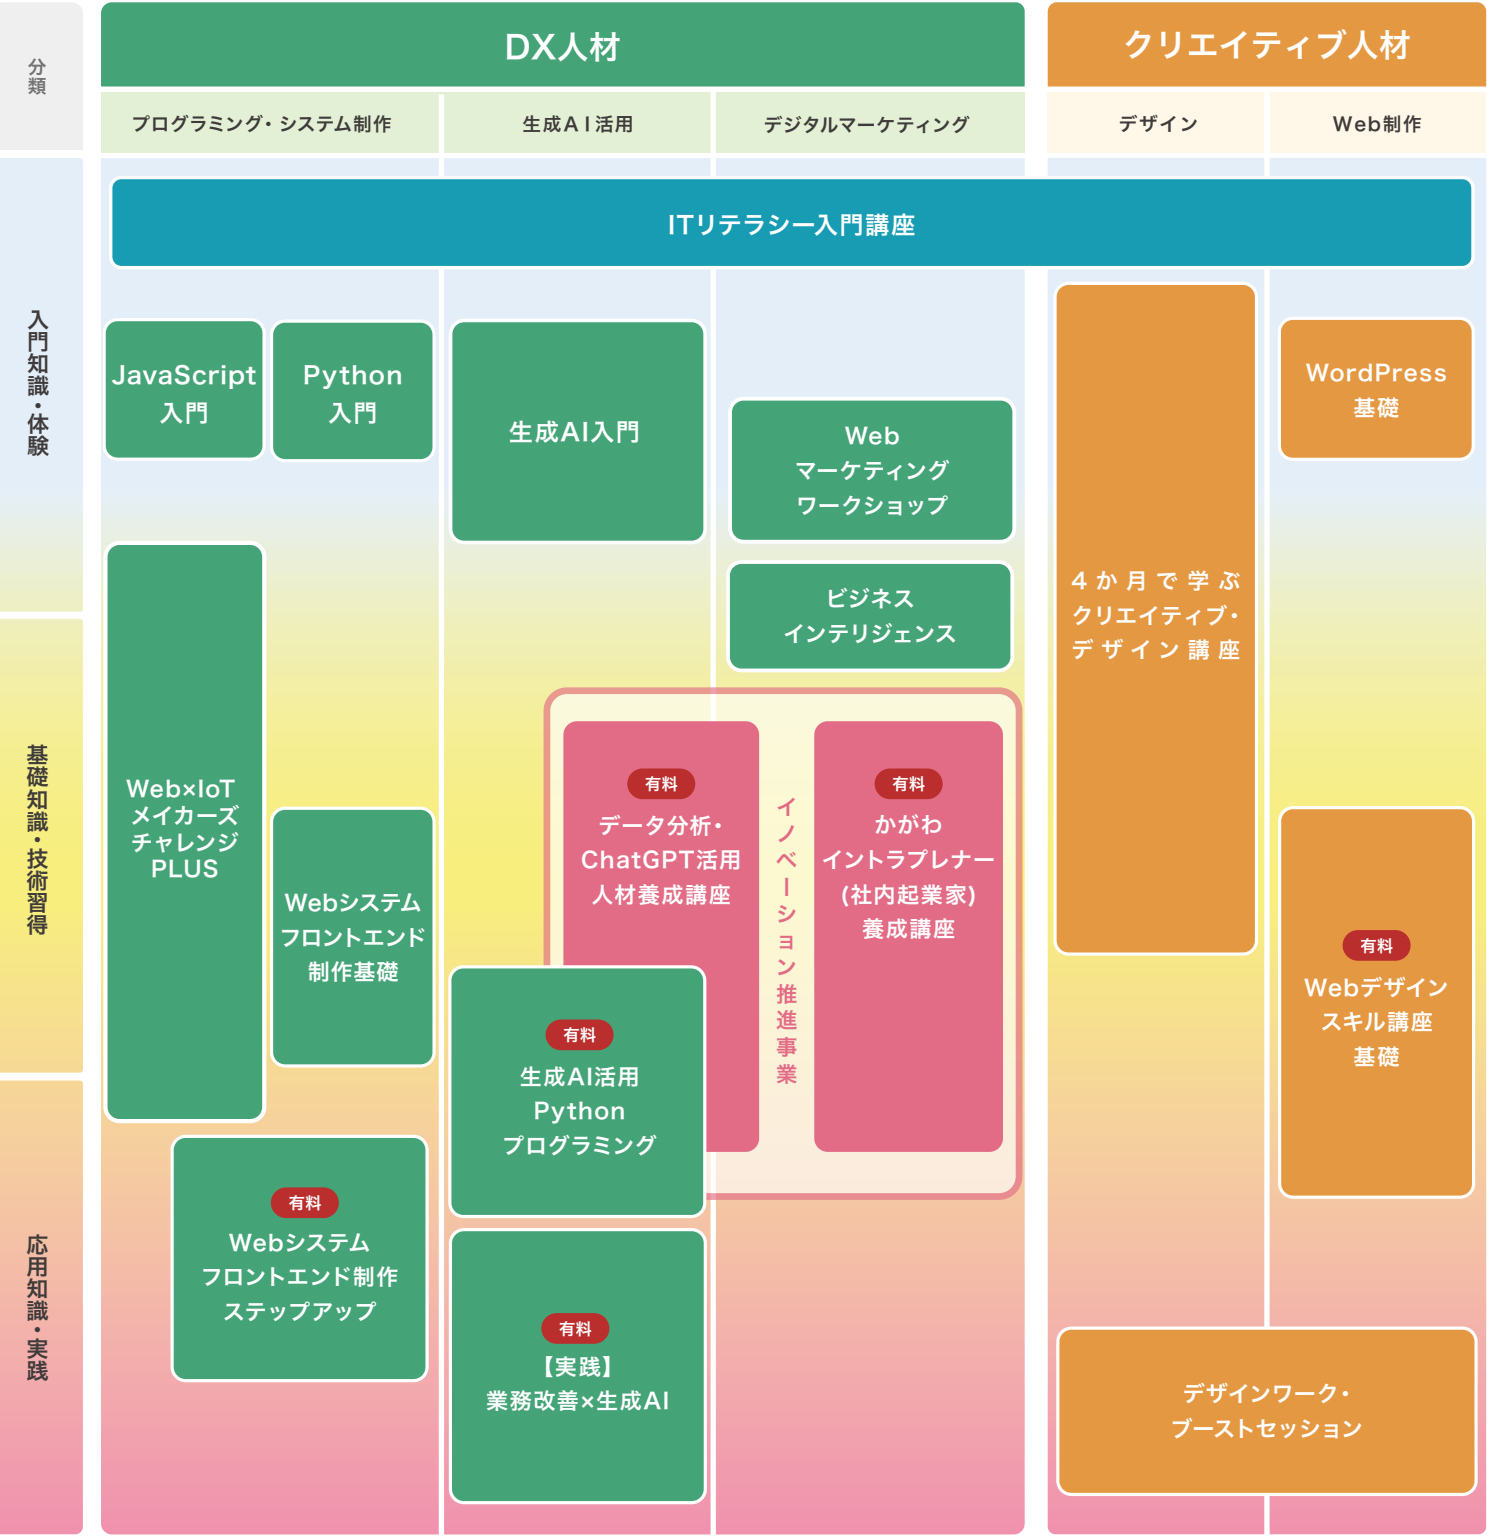 分類
DX人材
クリエイティブ人材
プログラミング・システム制作
生成AI活用
デジタルマーケティング
デザイン
Web制作
入門知識・体験
ITリテラシー入門講座
JavaScript
入門
Python
入門
生成AI入門
Web
マーケティング
ワークショップ
ビジネス
インテリジェンス
4か月で学ぶ
クリエイティブ・
デザイン講座
WordPress
基礎
基礎知識・技術習得
Web×IoT
メイカーズ
チャレンジ
PLUS
Webシステム
フロントエンド
制作基礎
有料
データ分析・
ChatGPT活用
人材養成講座
イノベーション推進事業
有料
かがわ
イントラプレナー
(社内起業家)
養成講座
有料
生成AI活用
Python
プログラミング
有料
Webデザイン
スキル講座
基礎
応用知識・実践
有料
Webシステム
フロントエンド制作
ステップアップ
有料
【実践】
業務改善×生成AI
デザインワーク・
ブーストセッション